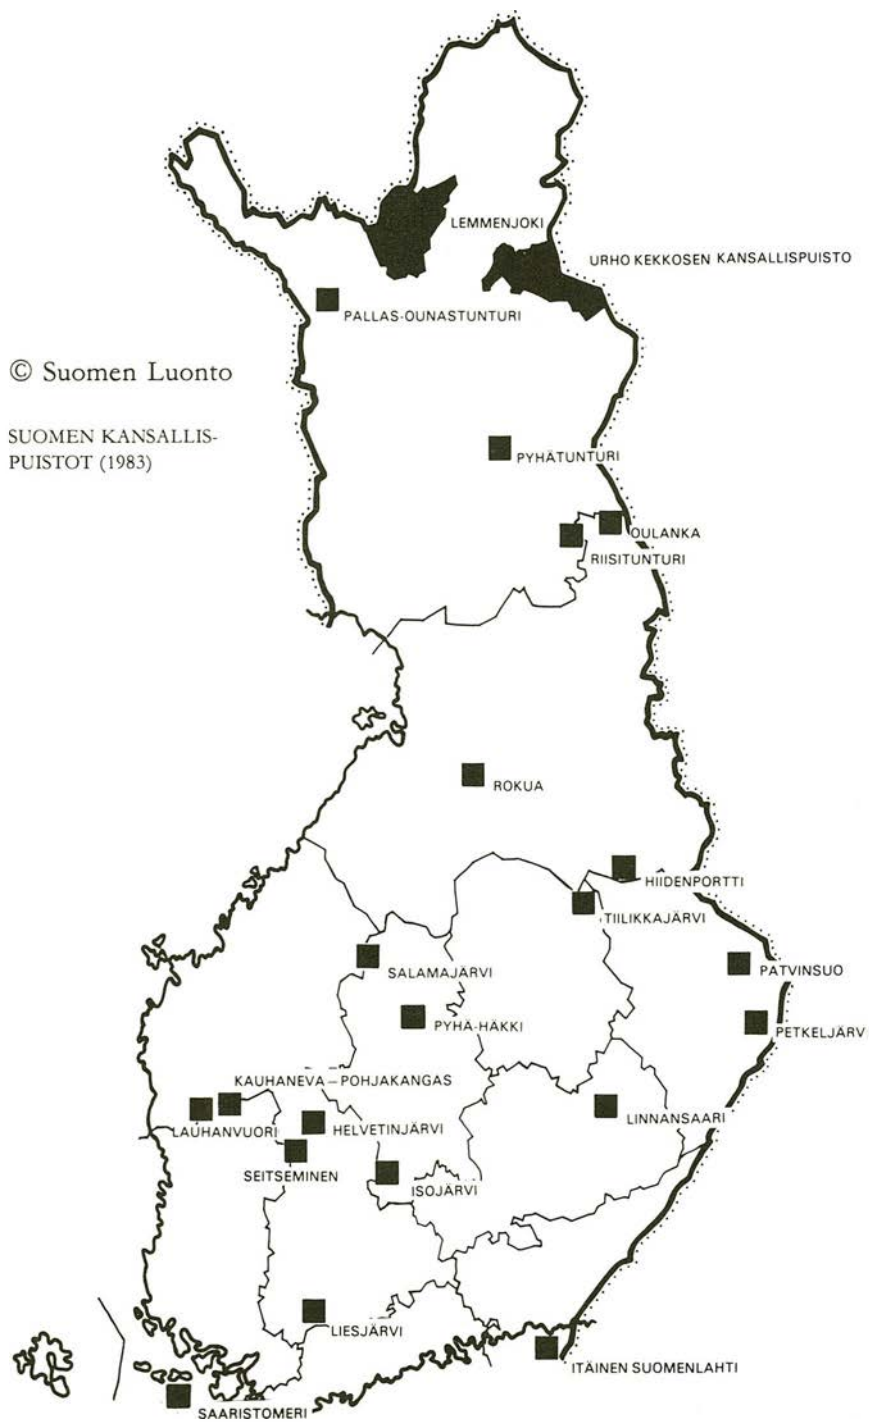 LEMMENJOKI
URHO KEKKOSEN KANSALLISPUISTO
PALLAS-OUNASTUNTURI
© Suomen Luonto
SUOMEN KANSALLIS-
PUISTOT (1983)
PYHÄTUNTURI
OULANKA
RIISITUNTURI
ROKUA
HIIDENPORTTI
TIILIKKAJÄRVI
SALAMAJÄRVI
PATVINSUO
PYHÄ-HÄKKI
PETKELJÄRV
KAUHANEVA – POHJAKANGAS
LAUHANVUORI
HELVETINJÄRVI
LINNANSAARI
SEITSEMINEN
ISOJÄRVI
LIESJÄRVI
ITÄINEN SUOMENLAHTI
SAARISTOMERI